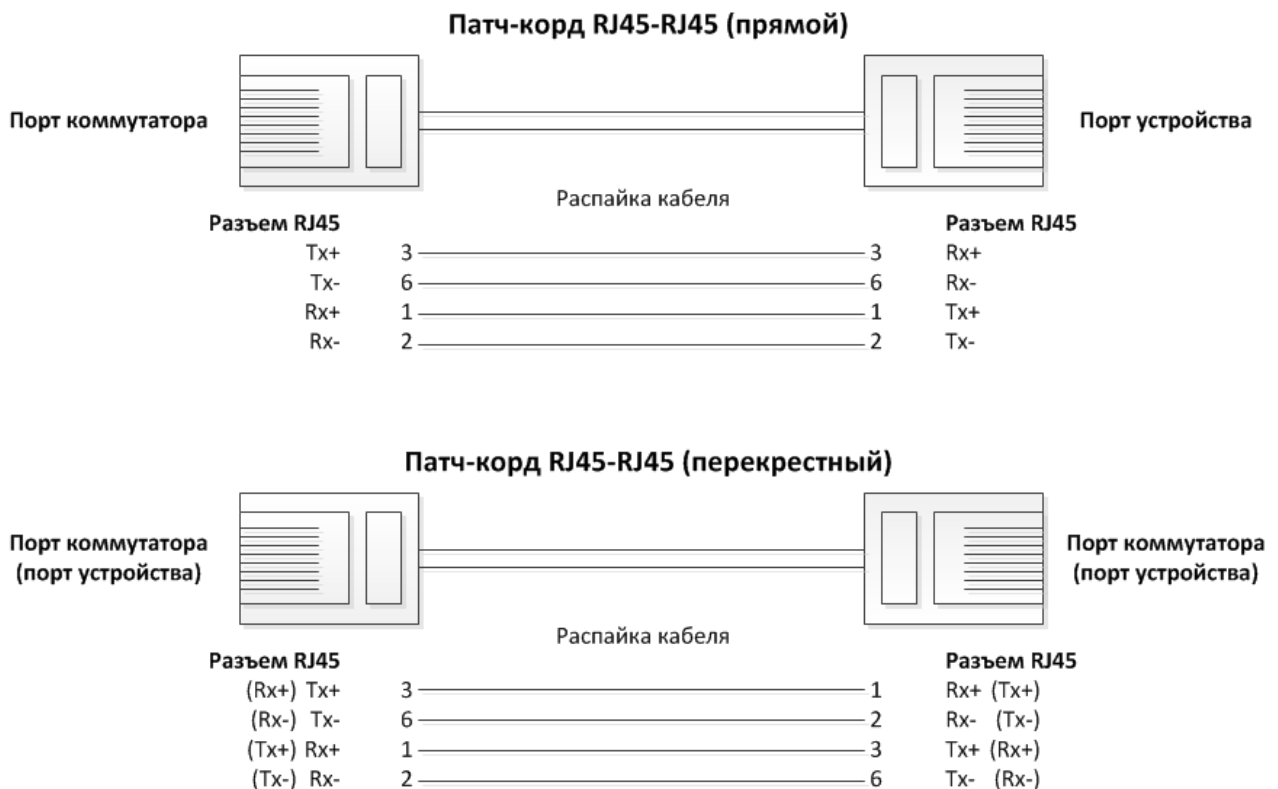 Патч-корд RJ45-RJ45 (прямой)
Порт коммутатора
Порт устройства
Распайка кабеля
Разъем RJ45 Разъем RJ45
Tx+ 3 3 Rx+
Tx- 6 6 Rx-
Rx+ 1 1 Tx+
Rx- 2 2 Tx-
Патч-корд RJ45-RJ45 (перекрестный)
Порт коммутатора
(порт устройства)
Порт коммутатора
(порт устройства)
Распайка кабеля
Разъем RJ45 Разъем RJ45
(Rx+) Tx+ 3 1 Rx+ (Tx+)
(Rx-) Tx- 6 2 Rx- (Tx-)
(Tx+) Rx+ 1 3 Tx+ (Rx+)
(Tx-) Rx- 2 6 Tx- (Rx-)